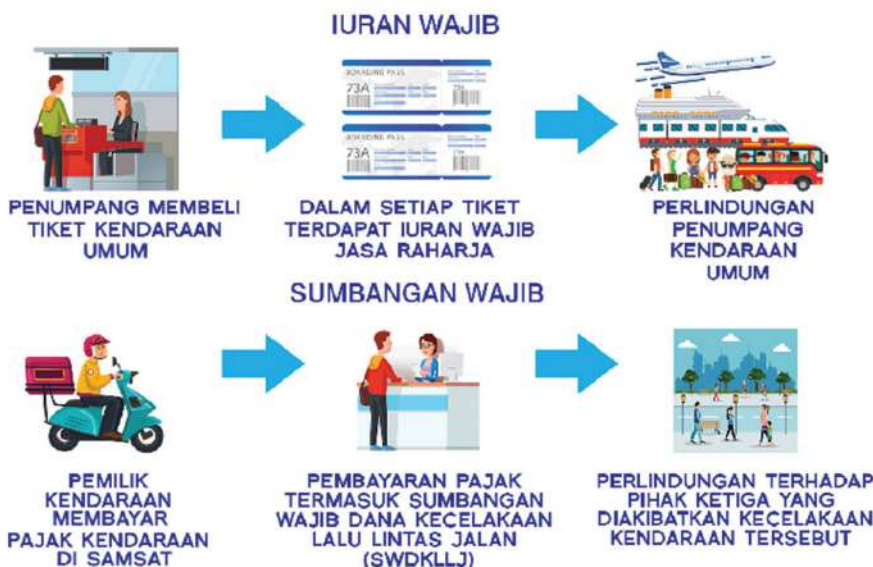 IURAN WAJIB
BOARDING PASS
73A
BOARDING PASS
73A
PENUMPANG MEMBELI
TIKET KENDARAAN
UMUM
DALAM SETIAP TIKET
TERDAPAT IURAN WAJIB
JASA RAHARJA
PERLINDUNGAN
PENUMPANG
KENDARAAN
UMUM
SUMBANGAN WAJIB
PEMILIK
KENDARAAN
MEMBAYAR
PAJAK KENDARAAN
DI SAMSAT
PEMBAYARAN PAJAK
TERMASUK SUMBANGAN
WAJIB DANA KECELAKAAN
LALU LINTAS JALAN
(SWDKLLJ)
PERLINDUNGAN TERHADAP
PIHAK KETIGA YANG
DIAKIBATKAN KECELAKAAN
KENDARAAN TERSEBUT